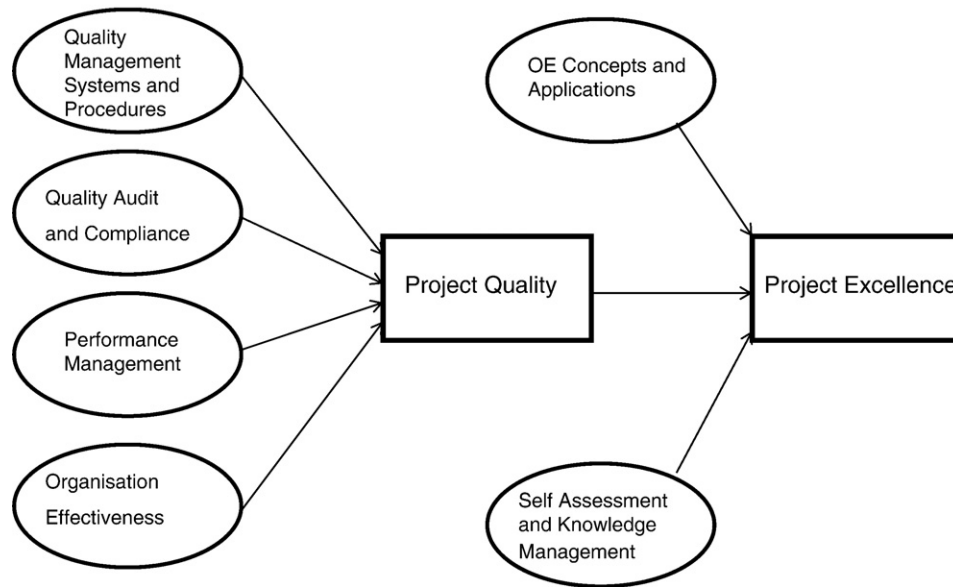 Quality
Management
Systems and
Procedures
Quality Audit
and Compliance
Performance
Management
Organisation
Effectiveness
Project Quality
OE Concepts and
Applications
Project Excellence
Self Assessment
and Knowledge
Management